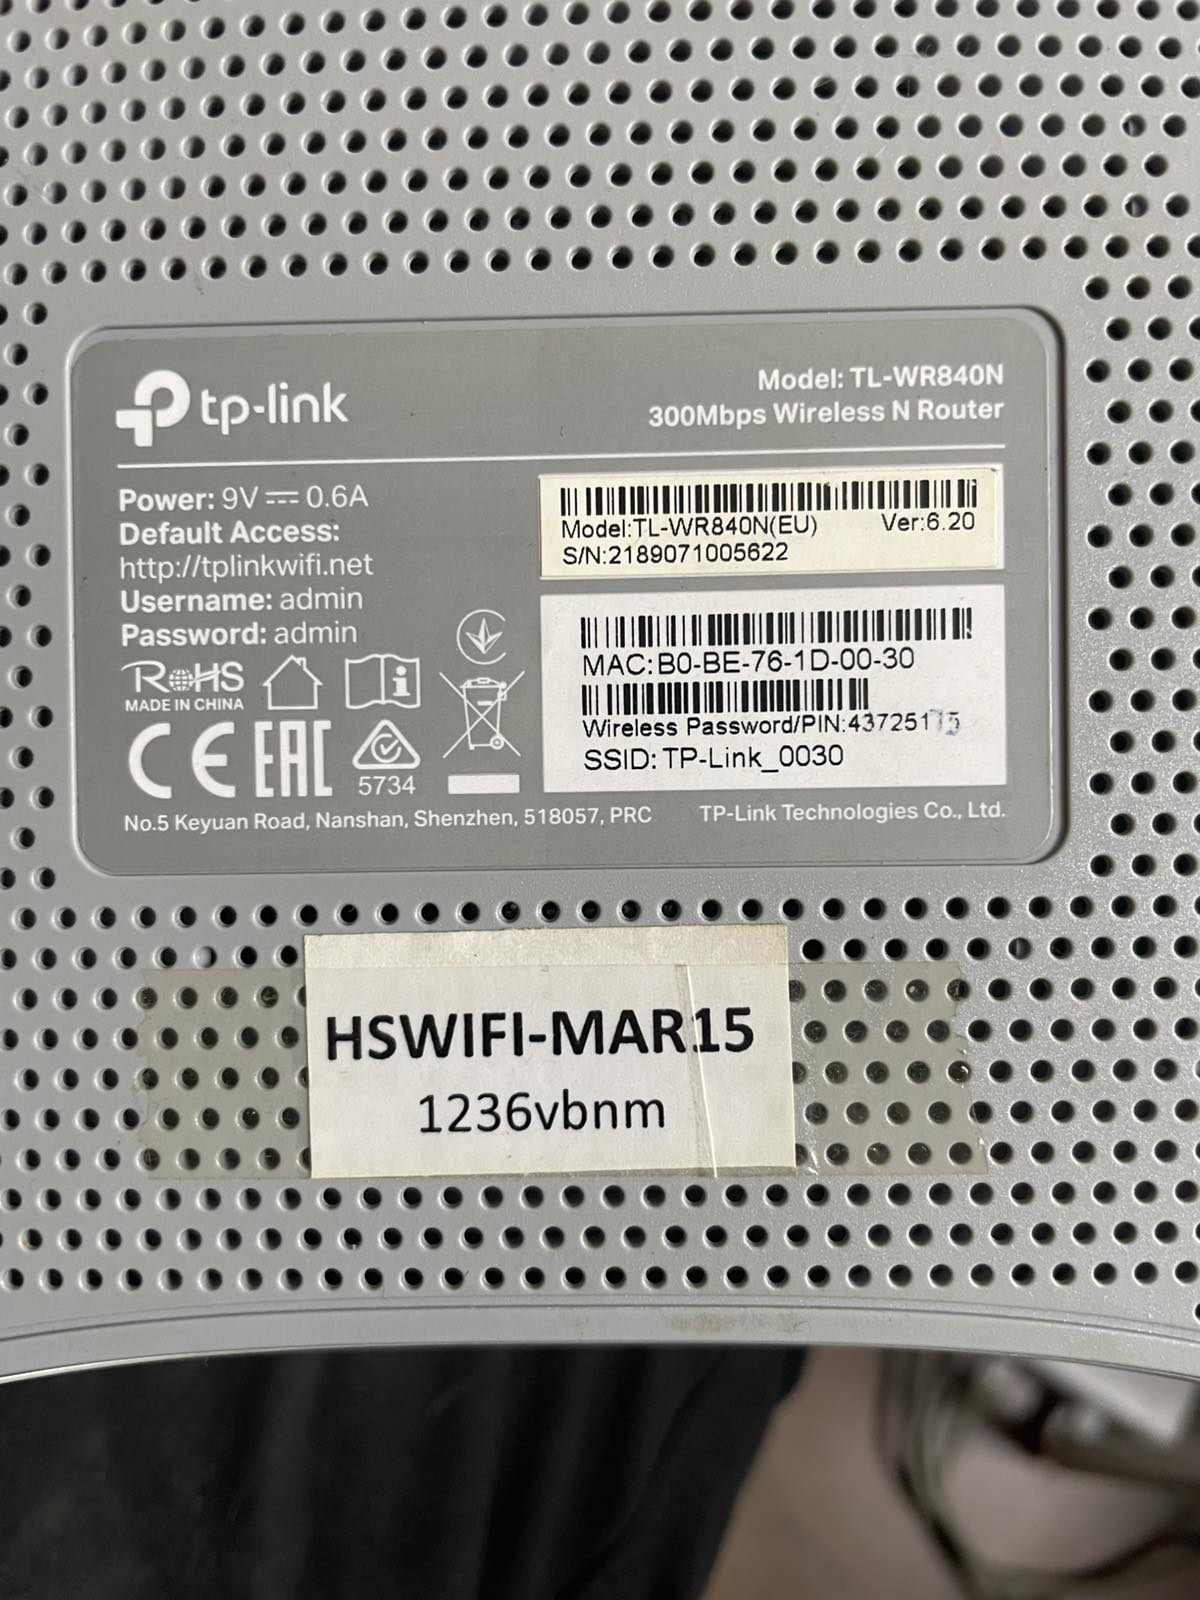 tp-link
Model: TL-WR840N
300Mbps Wireless N Router
Power: 9V ⎓ 0.6A
Default Access:
http://tplinkwifi.net
Username: admin
Password: admin
RoHS
MADE IN CHINA
CE EAC
5734
Model:TL-WR840N(EU) Ver:6.20
S/N:2189071005622
MAC:B0-BE-76-1D-00-30
Wireless Password/PIN:43725175
SSID:TP-Link_0030
No.5 Keyuan Road, Nanshan, Shenzhen, 518057, PRC
TP-Link Technologies Co., Ltd.
HSWIFI-MAR15
1236vbnm